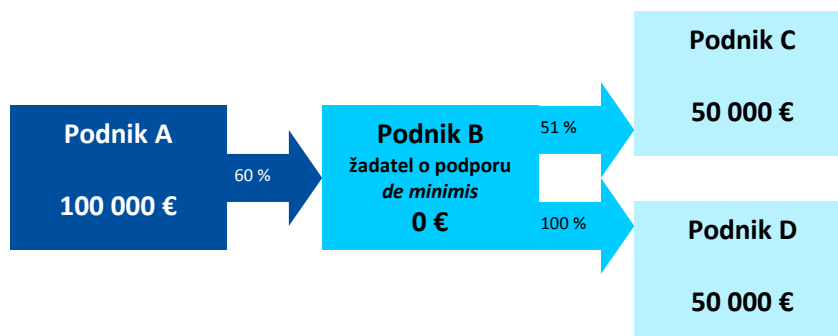 Podnik A
100 000 €
60 %
Podnik B
žadatel o podporu
de minimis
0 €
51 %
100 %
Podnik C
50 000 €
Podnik D
50 000 €